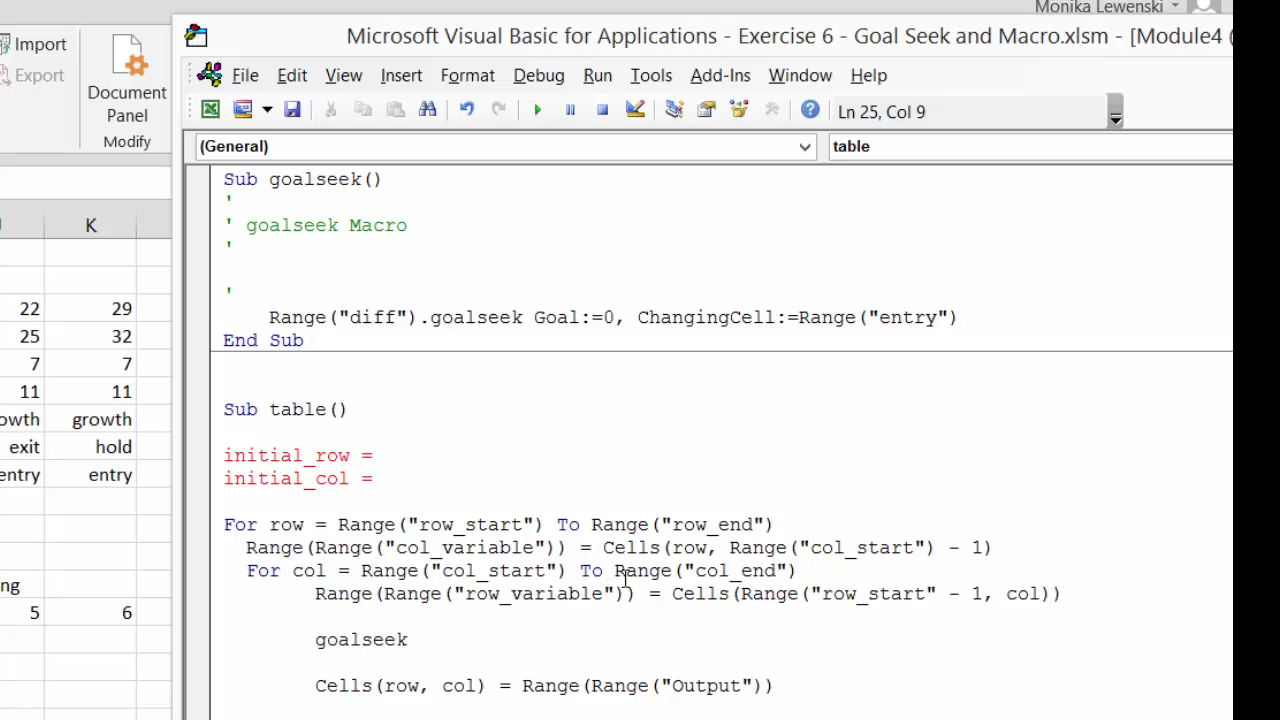 Monika Lewenski
Import
Export
Document
Panel
Modify
Microsoft Visual Basic for Applications - Exercise 6 - Goal Seek and Macro.xlsm - [Module4 (
File Edit View Insert Format Debug Run Tools Add-Ins Window Help
Ln 25, Col 9
(General)
table
K
22 29
25 32
7 7
11 11
owth growth
exit hold
entry entry
ng
5 6
Sub goalseek()
'
' goalseek Macro
'
'
Range("diff").goalseek Goal:=0, ChangingCell:=Range("entry")
End Sub
Sub table()
initial_row =
initial_col =
For row = Range("row_start") To Range("row_end")
Range(Range("col_variable")) = Cells(row, Range("col_start") - 1)
For col = Range("col_start") To Range("col_end")
Range(Range("row_variable")) = Cells(Range("row_start" - 1, col))
goalseek
Cells(row, col) = Range(Range("Output"))